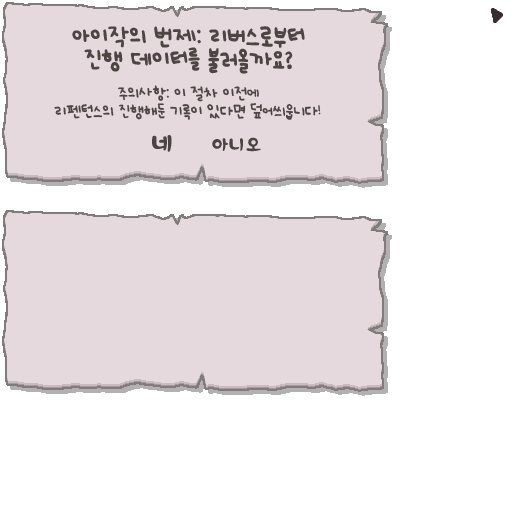 아이작의 번제: 리버스로부터
진행 데이터를 불러올까요?
주의사항: 이 절차 이전에
리펜턴스의 진행해둔 기록이 있다면 덮어씌웁니다!
네 아니오